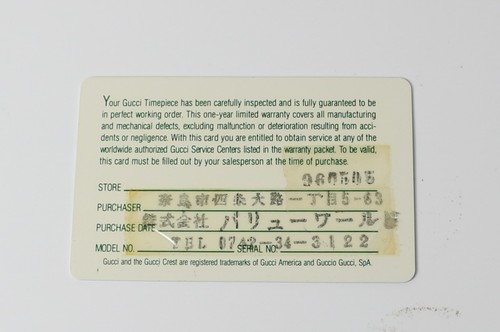 Your Gucci Timepiece has been carefully inspected and is fully guaranteed to be
in perfect working order. This one-year limited warranty covers all manufacturing
and mechanical defects, excluding malfunction or deterioration resulting from acci-
dents or negligence. With this card you are entitled to obtain service at any of the
worldwide authorized Gucci Service Centers listed in the warranty packet. To be valid,
this card must be filled out by your salesperson at the time of purchase.
STORE 060505
PURCHASER 奈良市四条大路一丁目5-63
PURCHASE DATE 株式会社 バリューワールド
MODEL NO. TEL 0742-34-3122 SERIAL NO.
Gucci and the Gucci Crest are registered trademarks of Gucci America and Guccio Gucci, SpA.